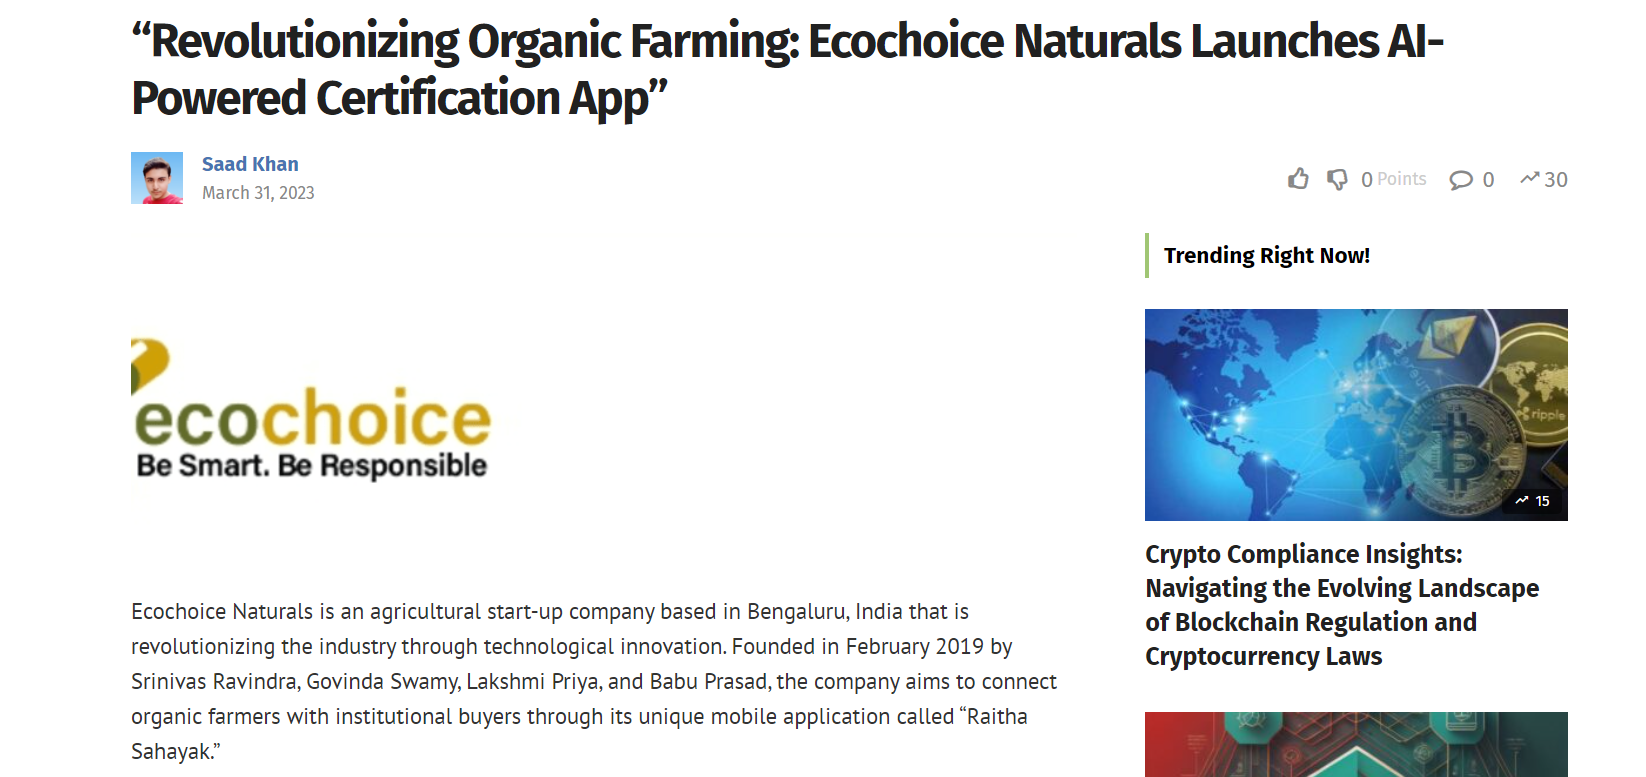 “Revolutionizing Organic Farming: Ecochoice Naturals Launches AI-
Powered Certification App”
Saad Khan
March 31, 2023
0 Points 0 30
ecochoice
Be Smart. Be Responsible
Ecochoice Naturals is an agricultural start-up company based in Bengaluru, India that is
revolutionizing the industry through technological innovation. Founded in February 2019 by
Srinivas Ravindra, Govinda Swamy, Lakshmi Priya, and Babu Prasad, the company aims to connect
organic farmers with institutional buyers through its unique mobile application called “Raitha
Sahayak.”
Trending Right Now!
ripple
15
Crypto Compliance Insights:
Navigating the Evolving Landscape
of Blockchain Regulation and
Cryptocurrency Laws